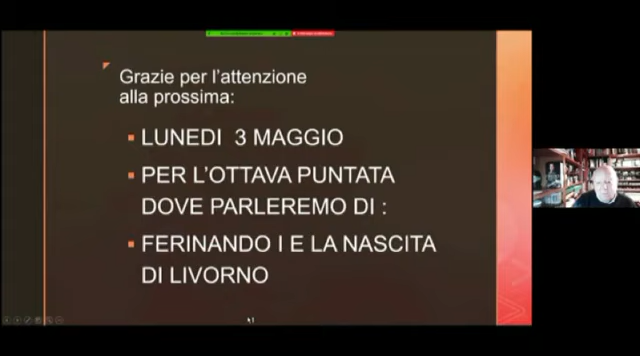 Grazie per l'attenzione
alla prossima:
LUNEDI 3 MAGGIO
PER L'OTTAVA PUNTATA
DOVE PARLEREMO DI :
FERINANDO I E LA NASCITA
DI LIVORNO